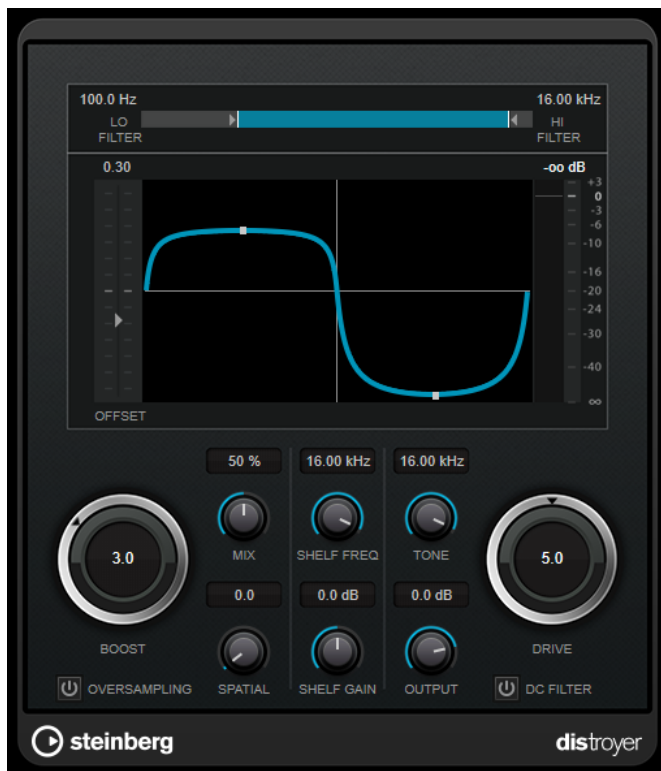 100.0 Hz 16.00 kHz
LO HI
FILTER FILTER
0.30 -oo dB
+3
0
-3
-6
-10
-16
-20
-24
-30
-40
∞
OFFSET
50 % 16.00 kHz 16.00 kHz
3.0 5.0
MIX SHELF FREQ TONE
0.0 0.0 dB 0.0 dB
BOOST DRIVE
OVERSAMPLING SPATIAL SHELF GAIN OUTPUT DC FILTER
steinberg distroyer